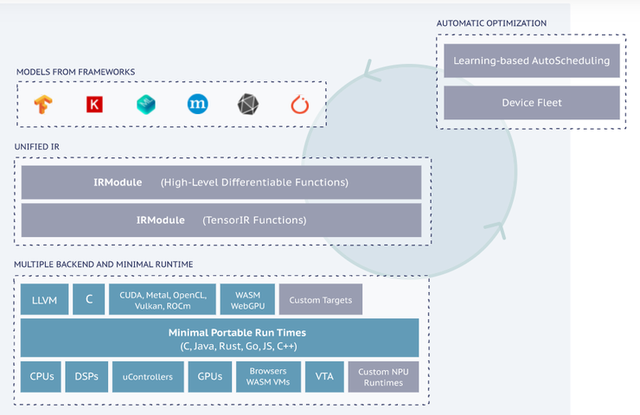 AUTOMATIC OPTIMIZATION
Learning-based AutoScheduling
Device Fleet
MODELS FROM FRAMEWORKS
K
m
UNIFIED IR
IRModule (High-Level Differentiable Functions)
IRModule (TensorIR Functions)
MULTIPLE BACKEND AND MINIMAL RUNTIME
LLVM
C
CUDA, Metal, OpenCL,
Vulkan, ROCm
WASM
WebGPU
Custom Targets
Minimal Portable Run Times
(C, Java, Rust, Go, JS, C++)
CPUs
DSPs
uControllers
GPUs
Browsers
WASM VMs
VTA
Custom NPU
Runtimes